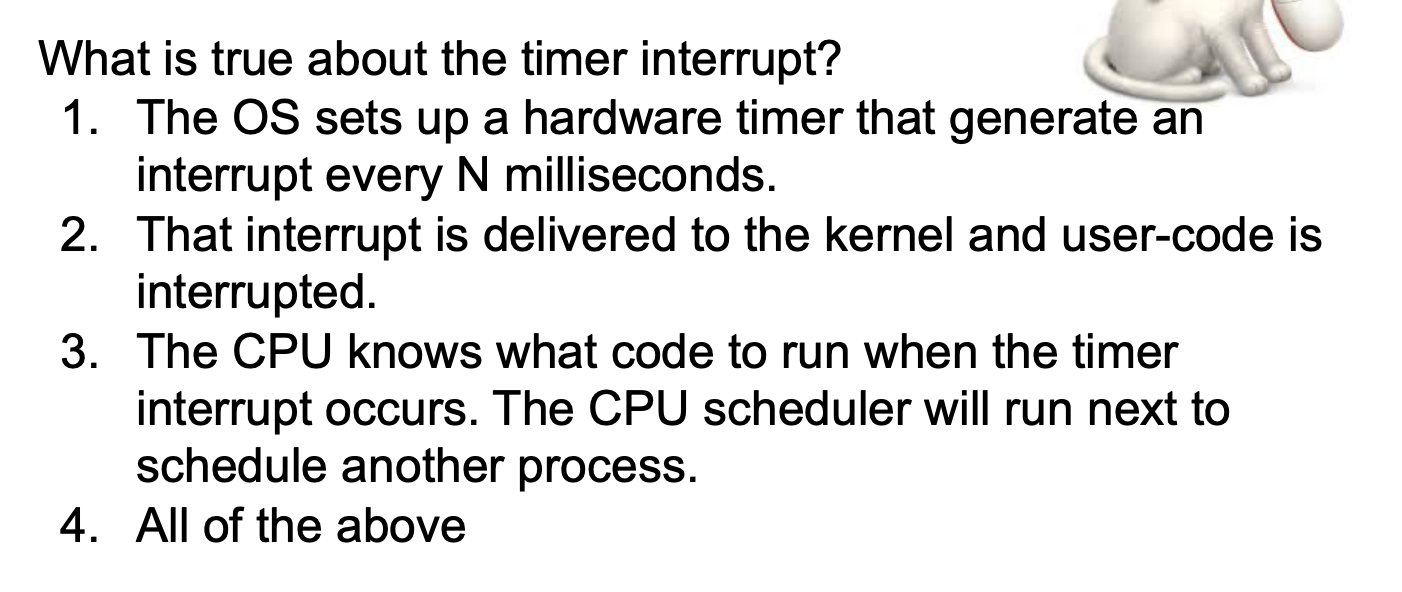 What is true about the timer interrupt?
1. The OS sets up a hardware timer that generate an
interrupt every N milliseconds.
2. That interrupt is delivered to the kernel and user-code is
interrupted.
3. The CPU knows what code to run when the timer
interrupt occurs. The CPU scheduler will run next to
schedule another process.
4. All of the above